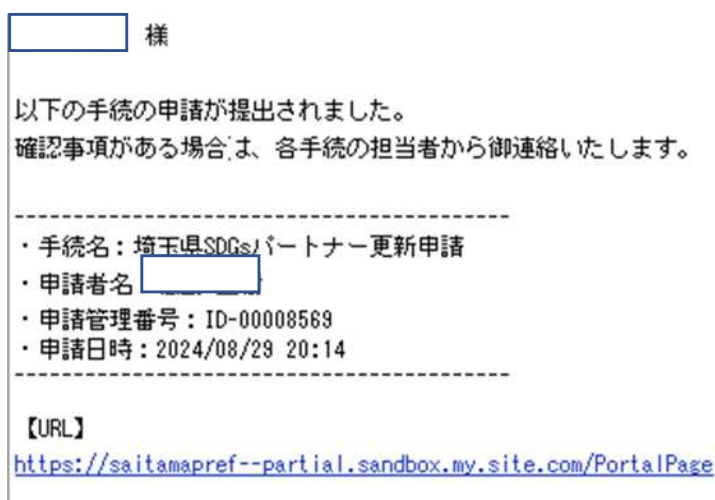 様
以下の手続の申請が提出されました。
確認事項がある場合は、各手続の担当者から御連絡いたします。
------------------------------------------
・手続名：埼玉県SDGsパートナー更新申請
・申請者名
・申請管理番号：ID-00008569
・申請日時：2024/08/29 20:14
------------------------------------------
【URL】
https://saitamapref--partial.sandbox.my.site.com/PortalPage